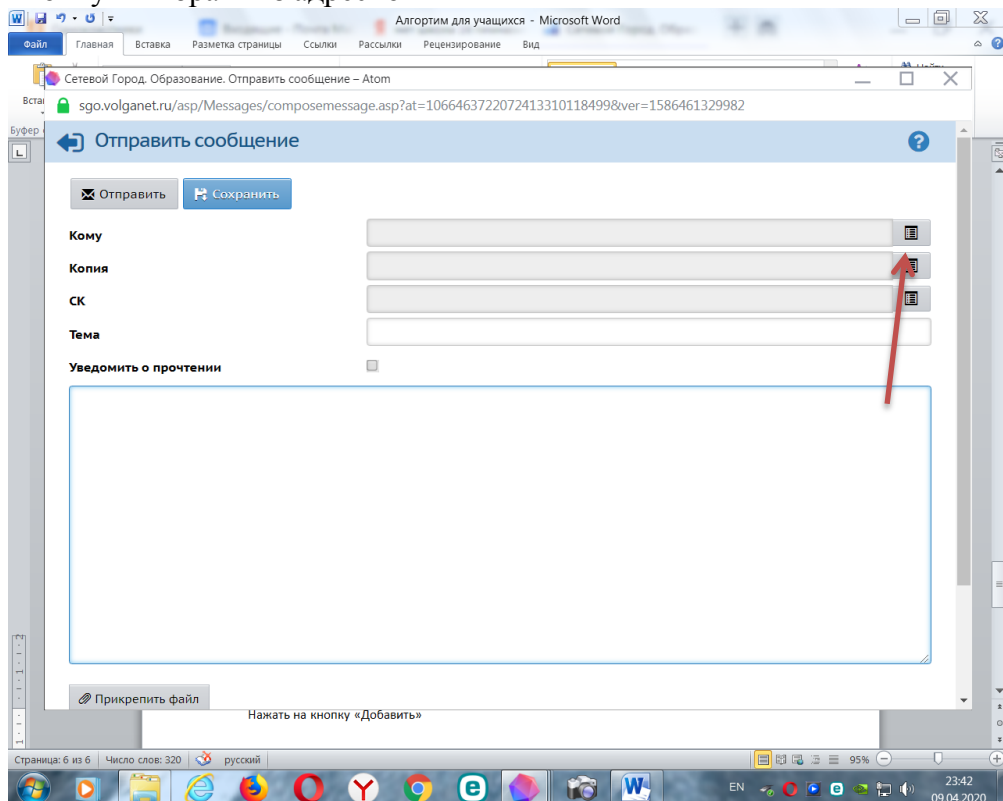 Алгортим для учащихся - Microsoft Word
Файл Главная Вставка Разметка страницы Ссылки Рассылки Рецензирование Вид
Сетевой Город. Образование. Отправить сообщение – Atom
sgo.volganet.ru/asp/Messages/composemessage.asp?at=106646372207241331011 8499&ver=1586461329982
Отправить сообщение
Отправить Сохранить
Кому
Копия
СК
Тема
Уведомить о прочтении
Прикрепить файл
Нажать на кнопку «Добавить»
Страница: 6 из 6 Число слов: 320 русский 95%
EN 23:42
09.04.2020